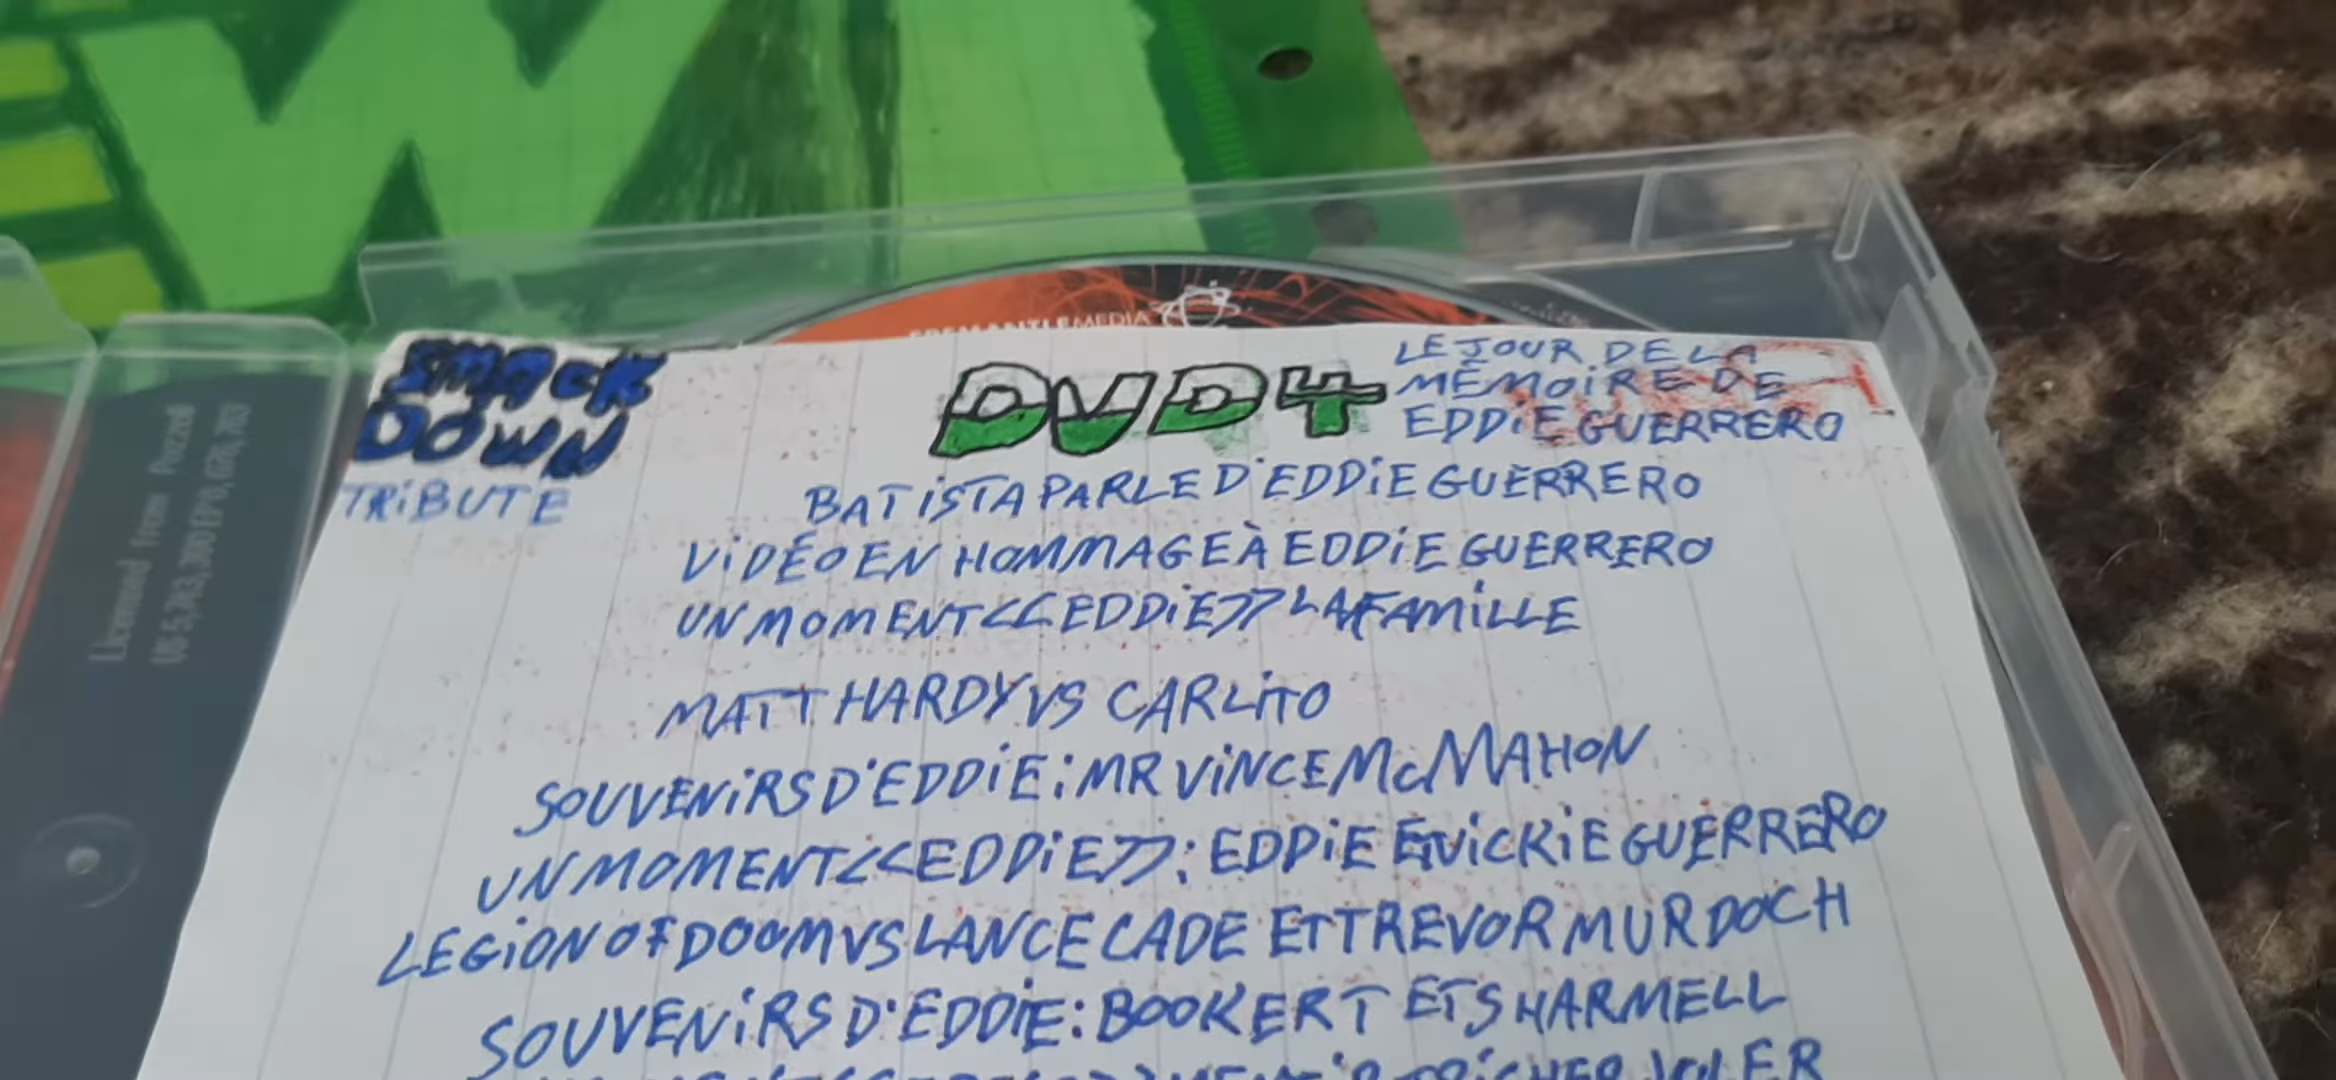 FREMANTLEMEDIA
SMACK
DOWN
TRIBUTE
DVD4
LE JOUR DE LA
MÉMOIRE DE
EDDIE GUERRERO
BATISTA PARLE D'EDDIE GUERRERO
VIDÉO EN HOMMAGE À EDDIE GUERRERO
UN MOMENT <<EDDIE>> LA FAMILLE
MATT HARDY VS CARLITO
SOUVENIRS D'EDDIE: MR VINCE McMAHON
UN MOMENT <<EDDIE>>: EDDIE ET VICKIE GUERRERO
LEGION OF DOOM VS LANCE CADE ET TREVOR MURDOCH
SOUVENIRS D'EDDIE: BOOKER T ET SHARMELL
TRICHER VOLER
Licensed from